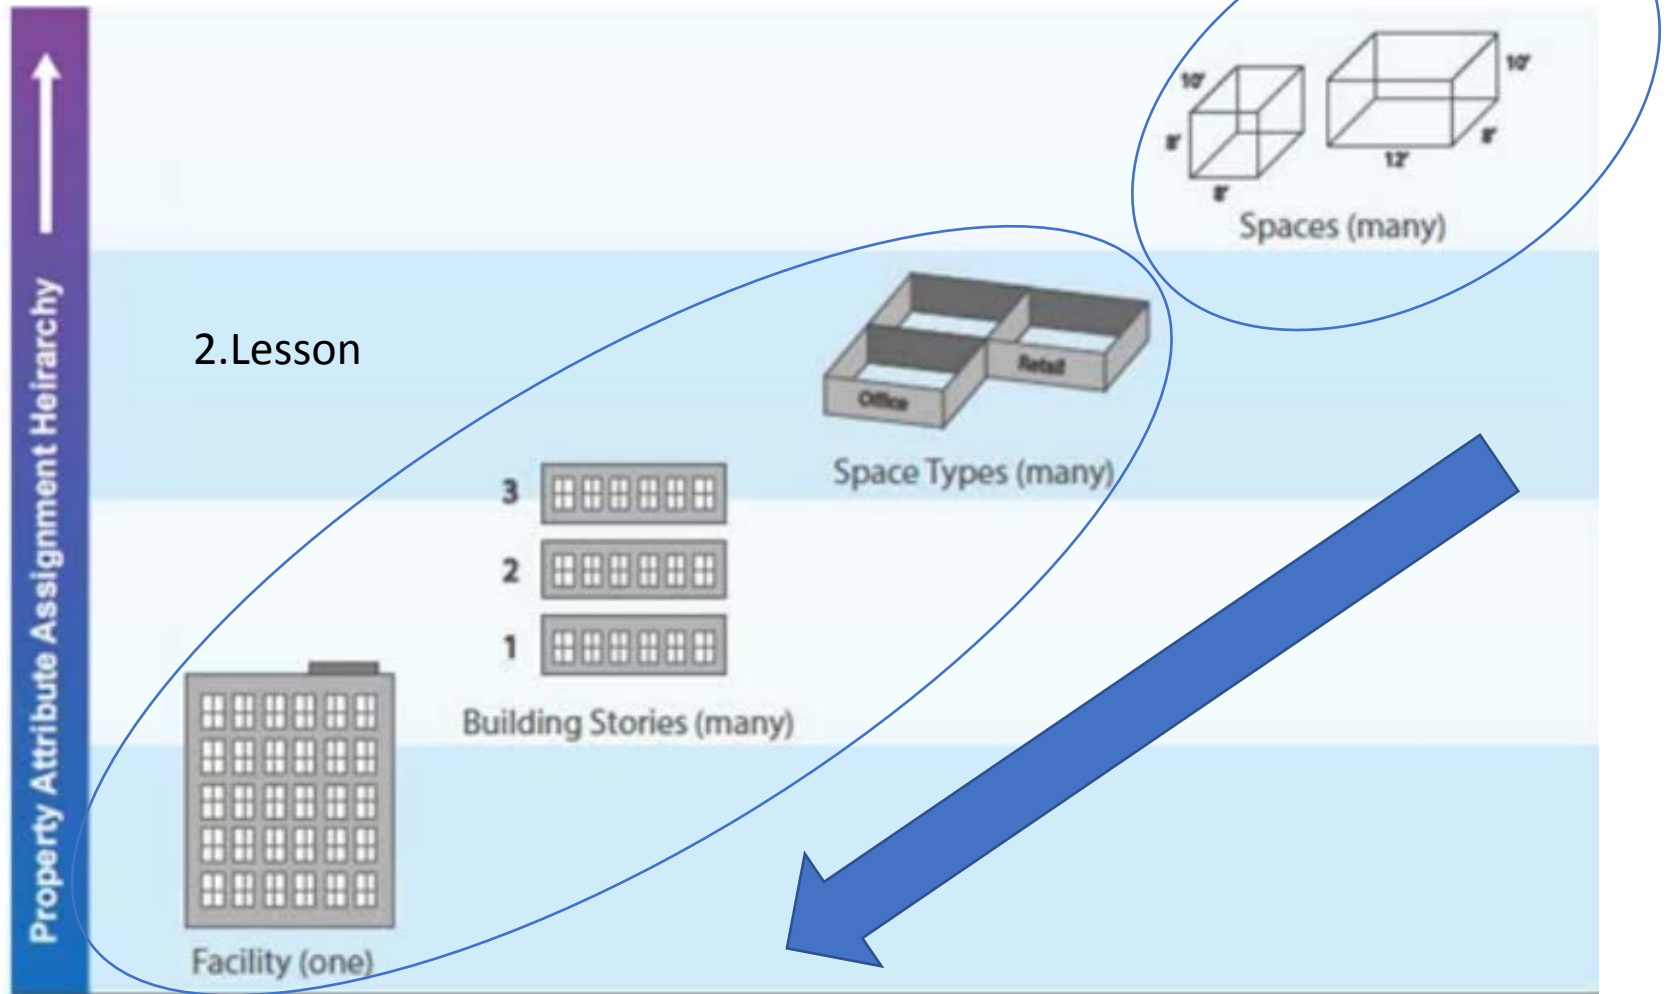 Property Attribute Assignment Heirarchy
10'
8'
8'
10'
8'
12'
Spaces (many)
2.Lesson
Retail
Office
Space Types (many)
3
2
1
Building Stories (many)
Facility (one)